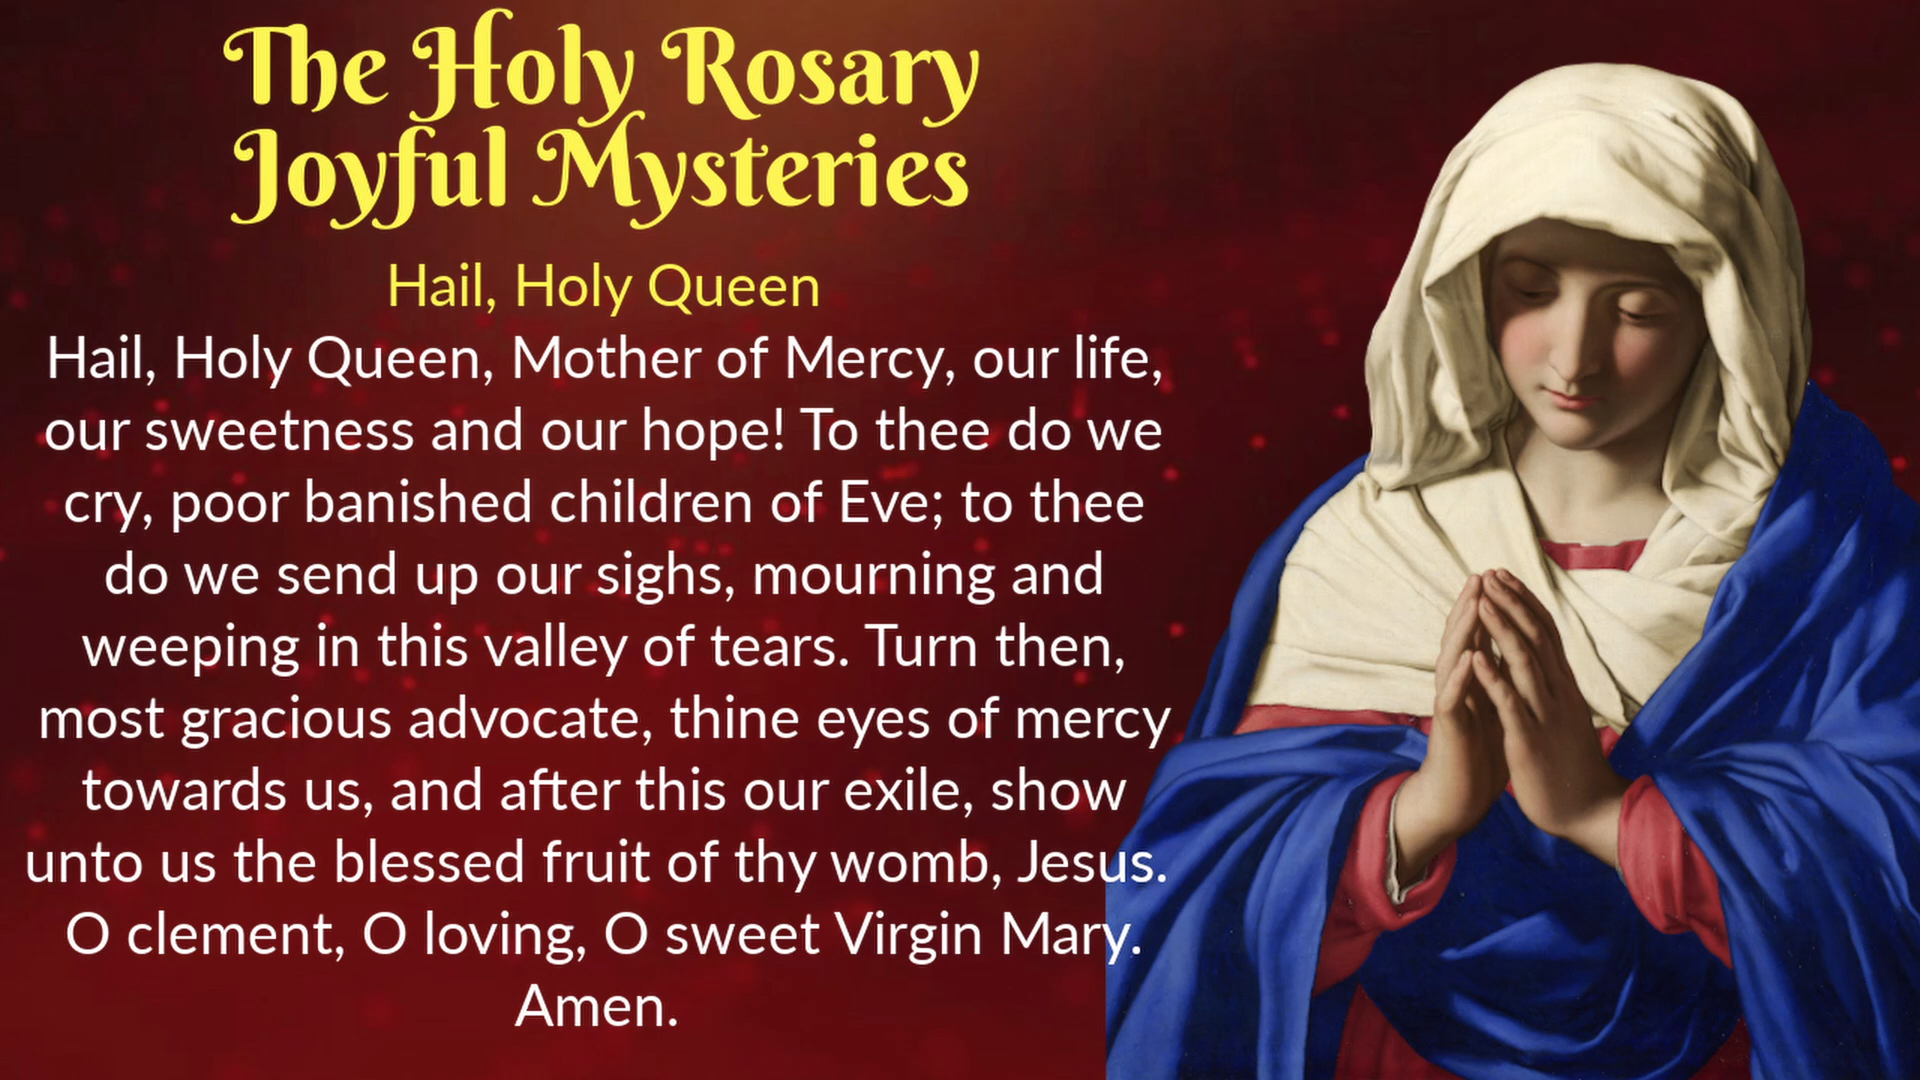 The Holy Rosary
Joyful Mysteries
Hail, Holy Queen
Hail, Holy Queen, Mother of Mercy, our life,
our sweetness and our hope! To thee do we
cry, poor banished children of Eve; to thee
do we send up our sighs, mourning and
weeping in this valley of tears. Turn then,
most gracious advocate, thine eyes of mercy
towards us, and after this our exile, show
unto us the blessed fruit of thy womb, Jesus.
O clement, O loving, O sweet Virgin Mary.
Amen.